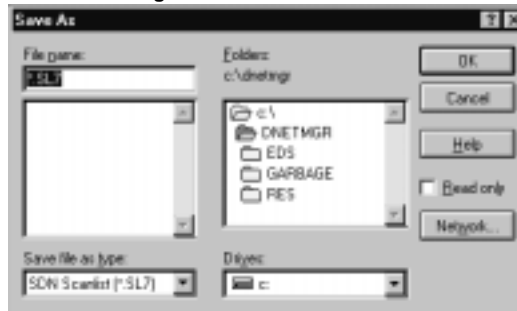 Save As
File name:
*.SL7
Folders:
c:\dnetmgr
c:\
DNETMGR
EDS
GARBAGE
RES
OK
Cancel
Help
Read only
Network...
Save file as type:
SDN Scanlist (*.SL7)
Drives:
c: